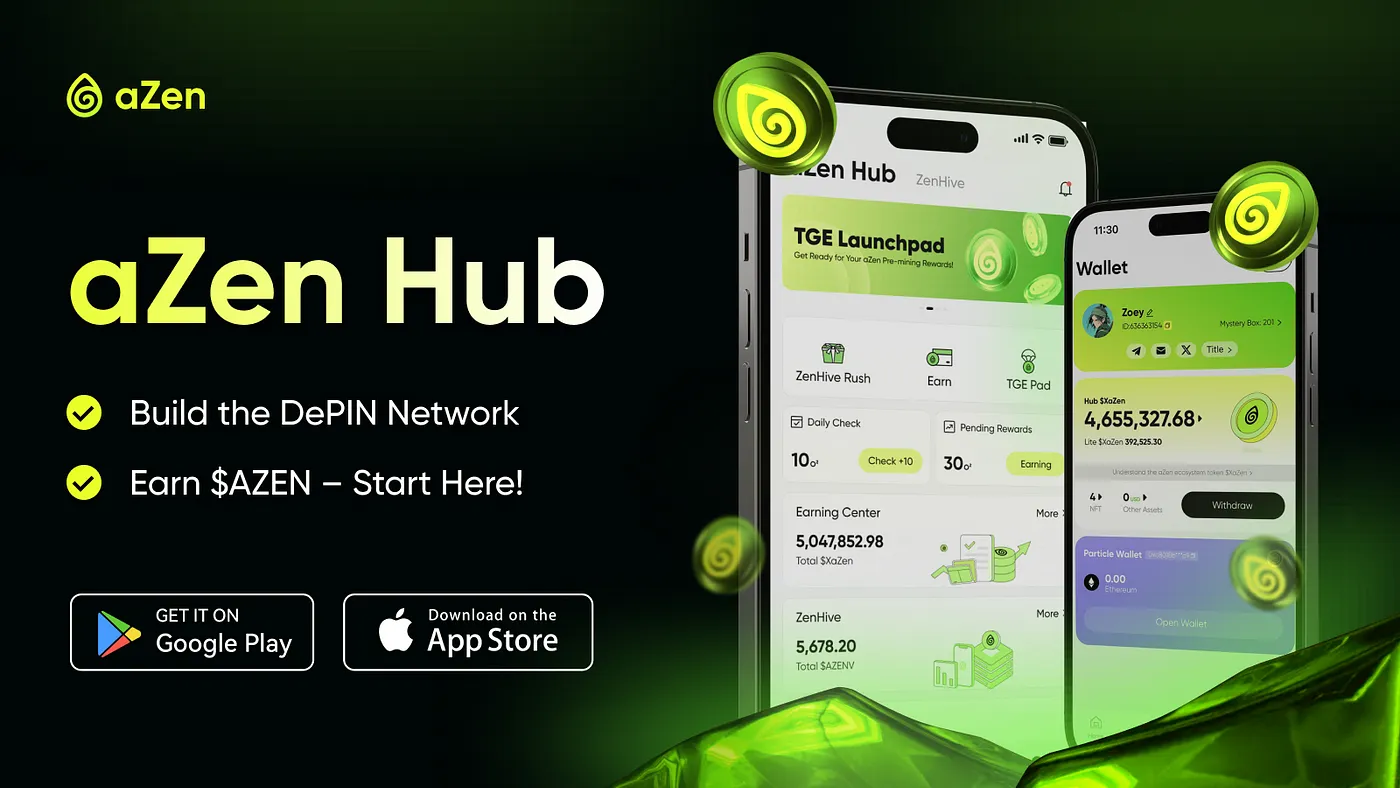 aZen
aZen Hub
Build the DePIN Network
Earn $AZEN – Start Here!
GET IT ON
Google Play
Download on the
App Store
Zen Hub
ZenHive
TGE Launchpad
Get Ready for Your aZen Pre-mining Rewards!
ZenHive Rush
Earn
TGE Pad
Daily Check
10
Check +10
Pending Rewards
30
Earning
Earning Center
More
5,047,852.98
Total $XaZen
ZenHive
More
5,678.20
Total $AZENV
11:30
Wallet
Zoey
ID:636363154
Mystery Box: 201 >
Title >
Hub $XaZen
4,655,327.68
Lite $XaZen 392,525.30
Understand the aZen ecosystem token $XaZen >
4
NFT
0 USD
Other Assets
Withdraw
Particle Wallet
0.00
Ethereum
Open Wallet